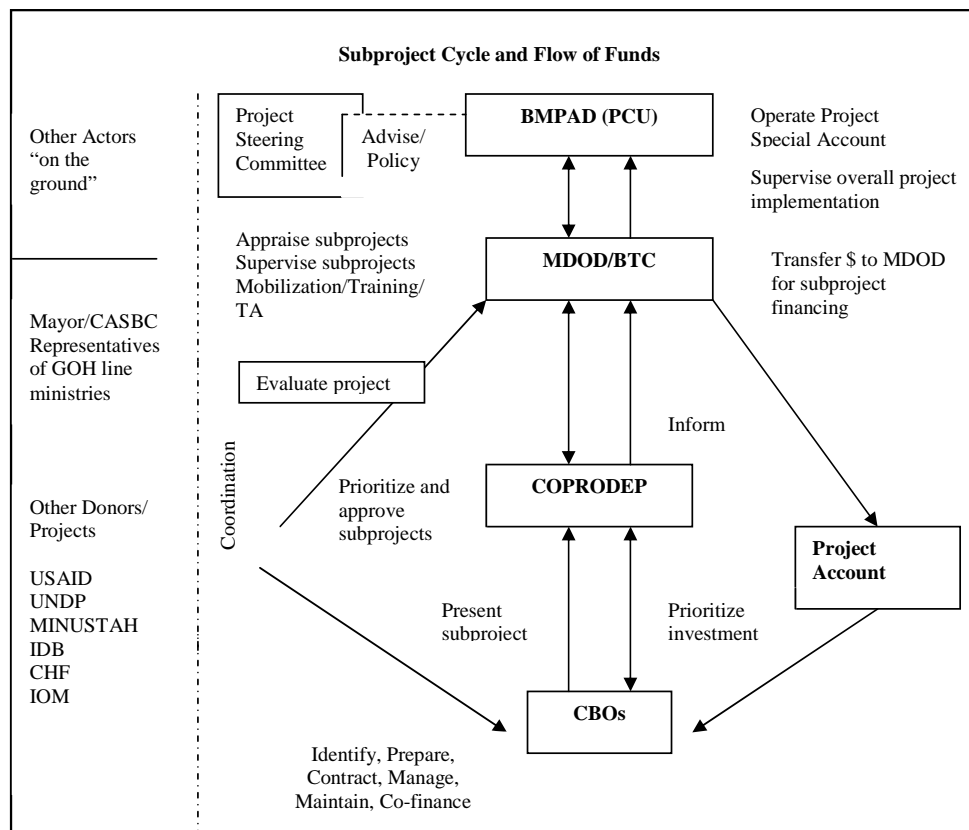 Subproject Cycle and Flow of Funds
Other Actors
“on the
ground”
Project
Steering
Committee
Advise/
Policy
BMPAD (PCU)
Operate Project
Special Account
Supervise overall project
implementation
Appraise subprojects
Supervise subprojects
Mobilization/Training/
TA
MDOD/BTC
Transfer $ to MDOD
for subproject
financing
Mayor/CASBC
Representatives
of GOH line
ministries
Evaluate project
Inform
Coordination
Prioritize and
approve
subprojects
COPRODEP
Other Donors/
Projects
USAID
UNDP
MINUSTAH
IDB
CHF
IOM
Project
Account
Present
subproject
Prioritize
investment
CBOs
Identify, Prepare,
Contract, Manage,
Maintain, Co-finance